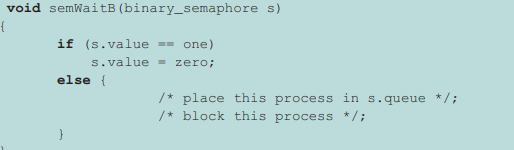 void semWaitB(binary_semaphore s)
{
if (s.value == one)
s.value = zero;
else {
/* place this process in s.queue */;
/* block this process */;
}
}